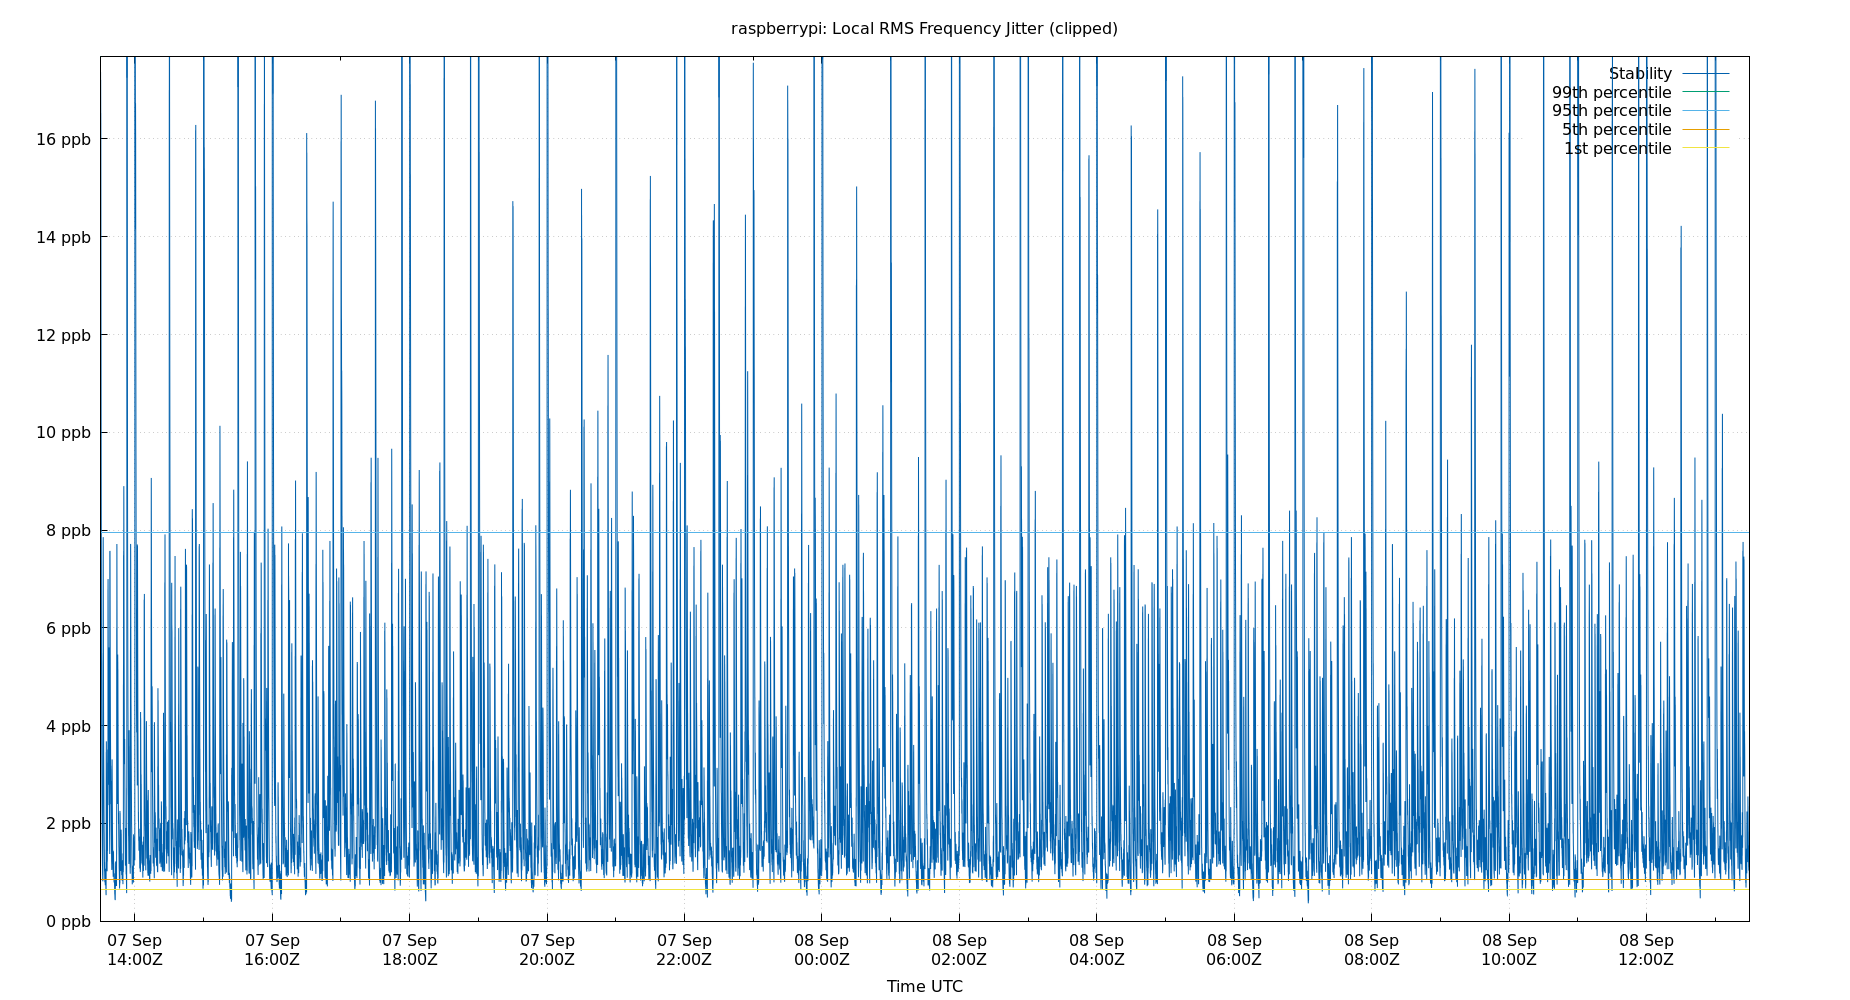 raspberrypi: Local RMS Frequency Jitter (clipped)
Stability
99th percentile
95th percentile
5th percentile
1st percentile
16 ppb
14 ppb
12 ppb
10 ppb
8 ppb
6 ppb
4 ppb
2 ppb
0 ppb
07 Sep 07 Sep 07 Sep 07 Sep 07 Sep 08 Sep 08 Sep 08 Sep 08 Sep 08 Sep 08 Sep 08 Sep
14:00Z 16:00Z 18:00Z 20:00Z 22:00Z 00:00Z 02:00Z 04:00Z 06:00Z 08:00Z 10:00Z 12:00Z
Time UTC